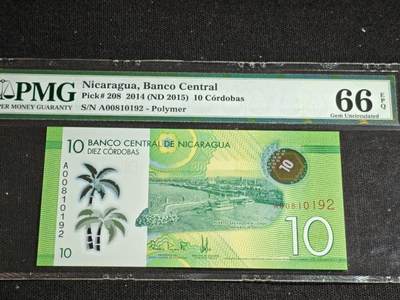 PMG
PER MONEY GUARANTY
Nicaragua, Banco Central
Pick# 208 2014 (ND 2015) 10 Córdobas
S/N A00810192 - Polymer
66 EPQ
Gem Uncirculated
10 BANCO CENTRAL DE NICARAGUA
DIEZ CÓRDOBAS
10
A00810192
A00810192
10
10